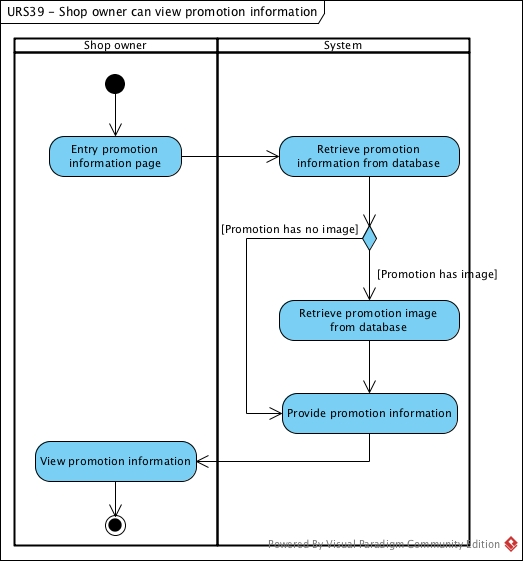 URS39 – Shop owner can view promotion information
Shop owner
System
Entry promotion
information page
Retrieve promotion
information from database
[Promotion has no image]
[Promotion has image]
Retrieve promotion image
from database
Provide promotion information
View promotion information
Powered By Visual Paradigm Community Edition